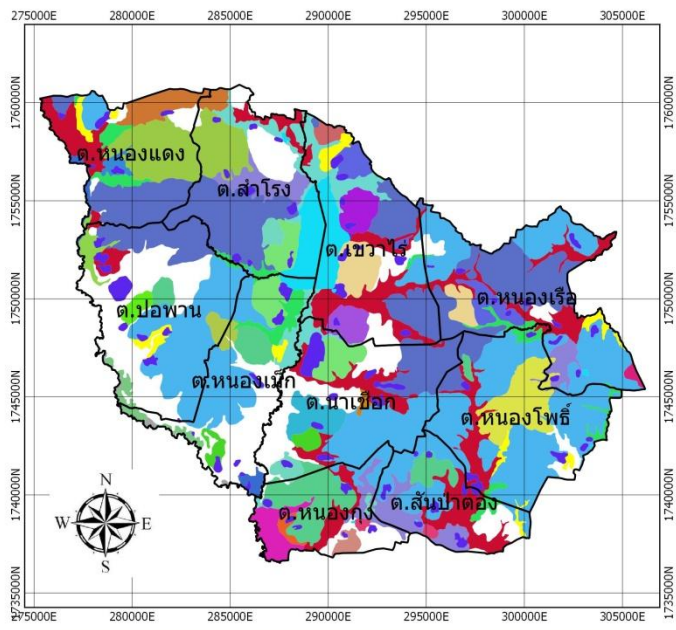 275000E 280000E 285000E 290000E 295000E 300000E 305000E
1760000N 1760000N
ต.หนองแดง
1755000N 1755000N
ต.สำโรง
ต.เขวาไร่
1750000N 1750000N
ต.หนองเรือ
ต.ปอพาน
ต.หนองเม็ก
1745000N 1745000N
ต.นาเชือก
ต.หนองโพธิ์
1740000N 1740000N
N
W E
S
ต.หนองกุง
ต.สันป่าตอง
1735000N 1735000N
275000E 280000E 285000E 290000E 295000E 300000E 305000E